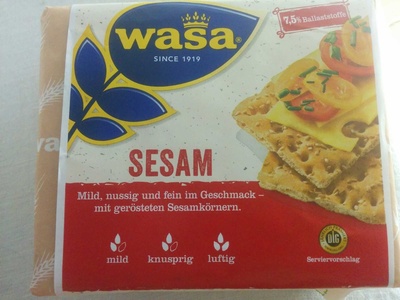 7,5% Ballaststoffe
wasa®
SINCE 1919
SESAM
Mild, nussig und fein im Geschmack –
mit gerösteten Sesamkörnern.
mild knusprig luftig
DLG
Serviervorschlag